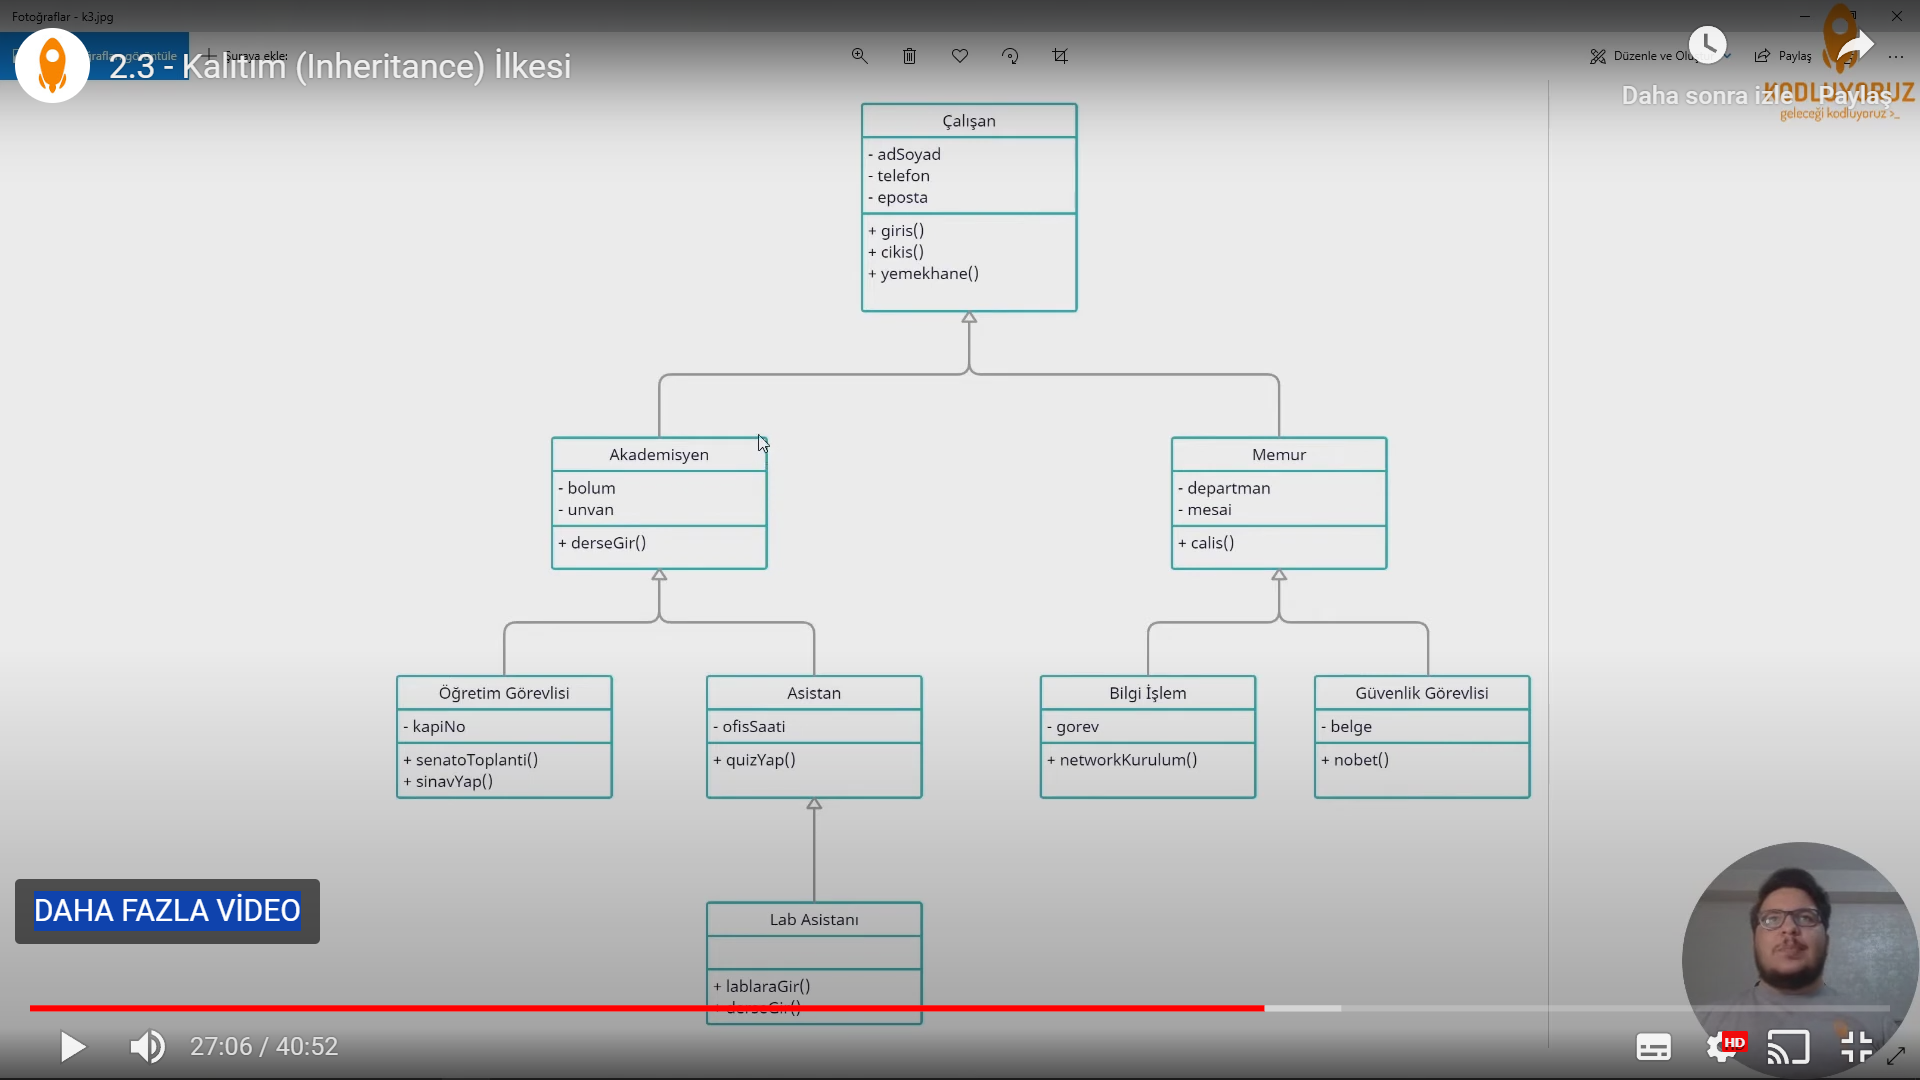 Fotoğraflar - k3.jpg
Şuraya ekle:
2.3 - Kalıtım (Inheritance) İlkesi
Düzenle ve
Paylaş
Daha sonra izle
Paylaş
KODLUYORUZ
geleceği kodluyoruz >_
Çalışan
- adSoyad
- telefon
- eposta
+ giris()
+ cikis()
+ yemekhane()
Akademisyen
- bolum
- unvan
+ derseGir()
Memur
- departman
- mesai
+ calis()
Öğretim Görevlisi
- kapiNo
+ senatoToplanti()
+ sinavYap()
Asistan
- ofisSaati
+ quizYap()
Bilgi İşlem
- gorev
+ networkKurulum()
Güvenlik Görevlisi
- belge
+ nobet()
DAHA FAZLA VİDEO
Lab Asistanı
+ lablaraGir()
+ derseGir()
27:06 / 40:52
HD